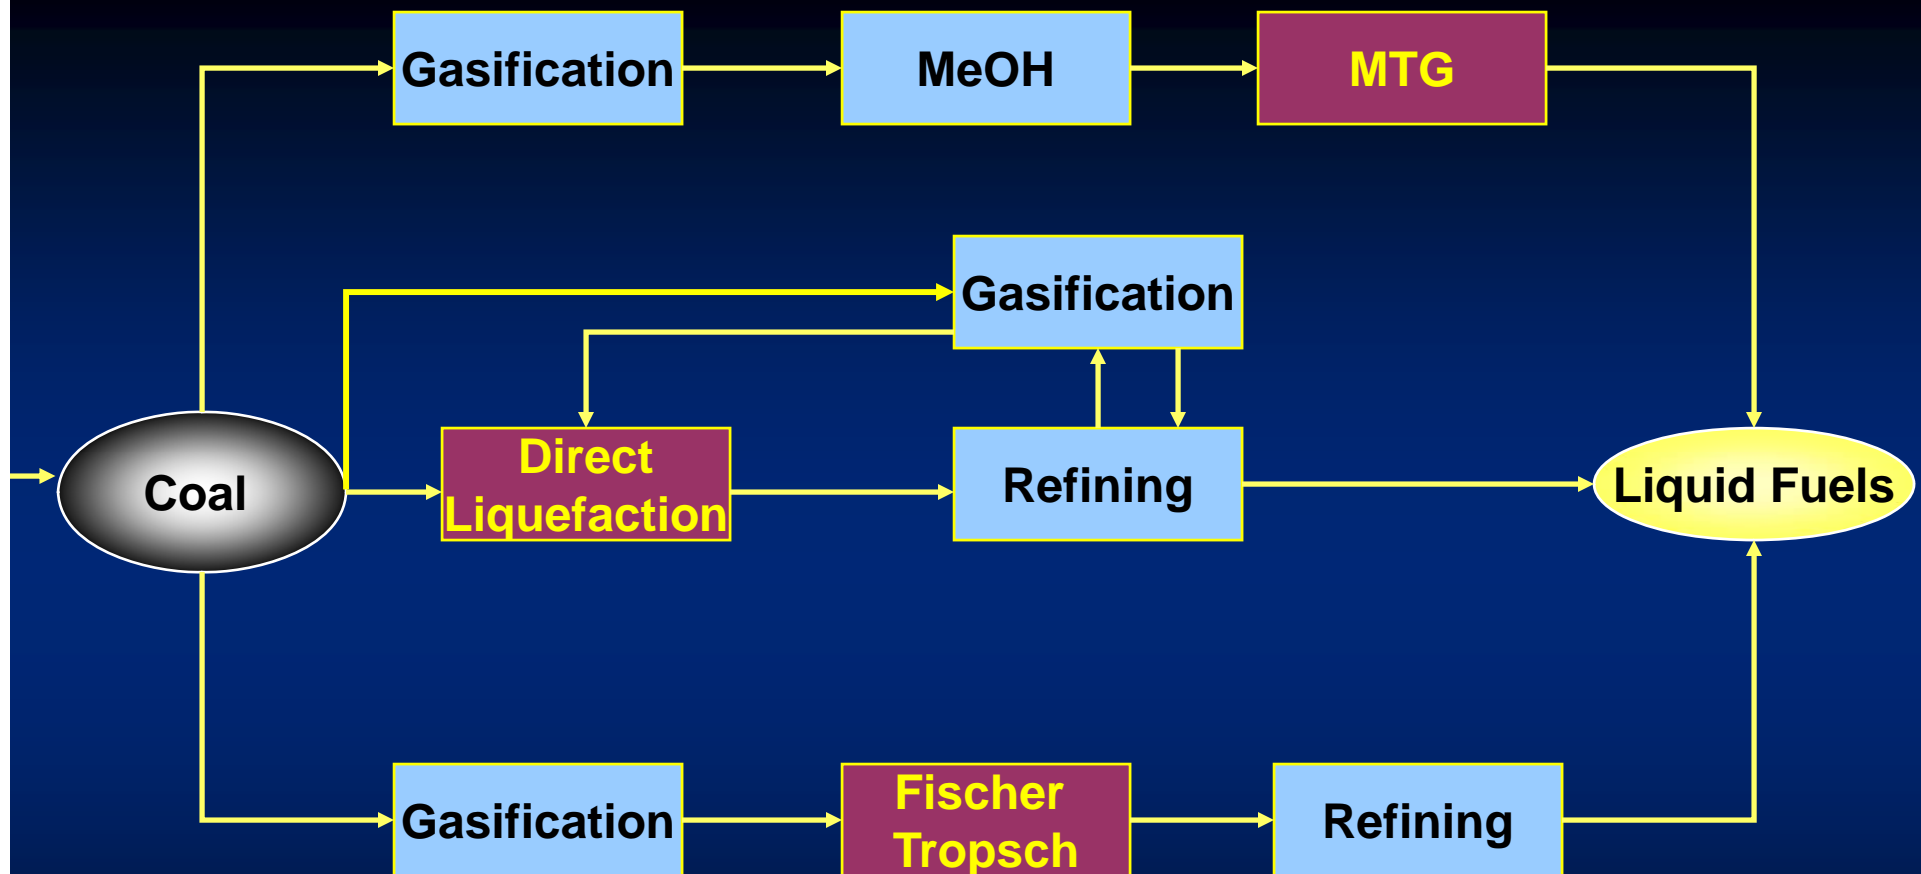 Gasification
MeOH
MTG
Gasification
Coal
Direct
Liquefaction
Refining
Liquid Fuels
Gasification
Fischer
Tropsch
Refining